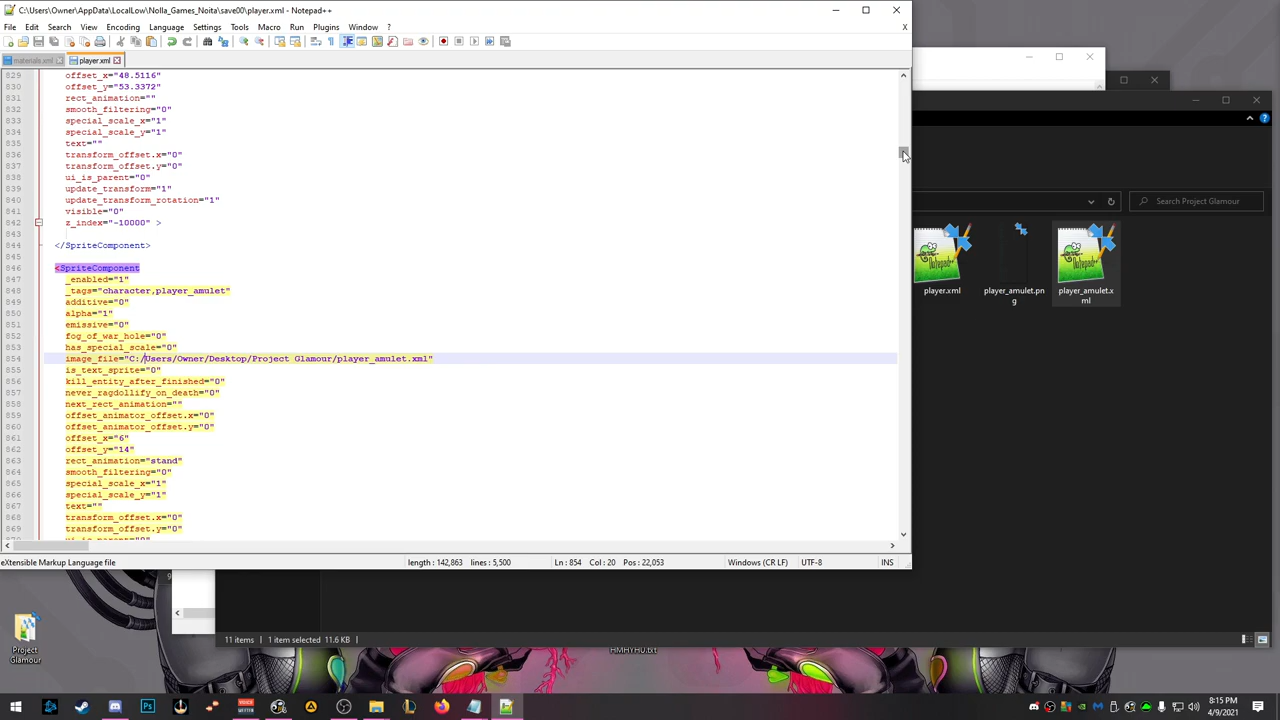 C:\Users\Owner\AppData\LocalLow\Nolla_Games_Noita\save00\player.xml - Notepad++
File Edit Search View Encoding Language Settings Tools Macro Run Plugins Window ? X
materials.xml player.xml
829 offset_x="48.5116"
830 offset_y="53.3372"
831 rect_animation=""
832 smooth_filtering="0"
833 special_scale_x="1"
834 special_scale_y="1"
835 text=""
836 transform_offset.x="0"
837 transform_offset.y="0"
838 ui_is_parent="0"
839 update_transform="1"
840 update_transform_rotation="1"
841 visible="0"
842 z_index="-10000" >
843
844 </SpriteComponent>
845
846 <SpriteComponent
847 _enabled="1"
848 _tags="character,player_amulet"
849 additive="0"
850 alpha="1"
851 emissive="0"
852 fog_of_war_hole="0"
853 has_special_scale="0"
854 image_file="C:/Users/Owner/Desktop/Project Glamour/player_amulet.xml"
855 is_text_sprite="0"
856 kill_entity_after_finished="0"
857 never_ragdollify_on_death="0"
858 next_rect_animation=""
859 offset_animator_offset.x="0"
860 offset_animator_offset.y="0"
861 offset_x="6"
862 offset_y="14"
863 rect_animation="stand"
864 smooth_filtering="0"
865 special_scale_x="1"
866 special_scale_y="1"
867 text=""
868 transform_offset.x="0"
869 transform_offset.y="0"
eXtensible Markup Language file length : 142,863 lines : 5,500 Ln : 854 Col : 20 Pos : 22,053 Windows (CR LF) UTF-8 INS
Search Project Glamour
player.xml
player_amulet.pn
g
player_amulet.x
ml
11 items 1 item selected 11.6 KB
Project
Glamour
HMHYHU.txt
8:15 PM
4/9/2021